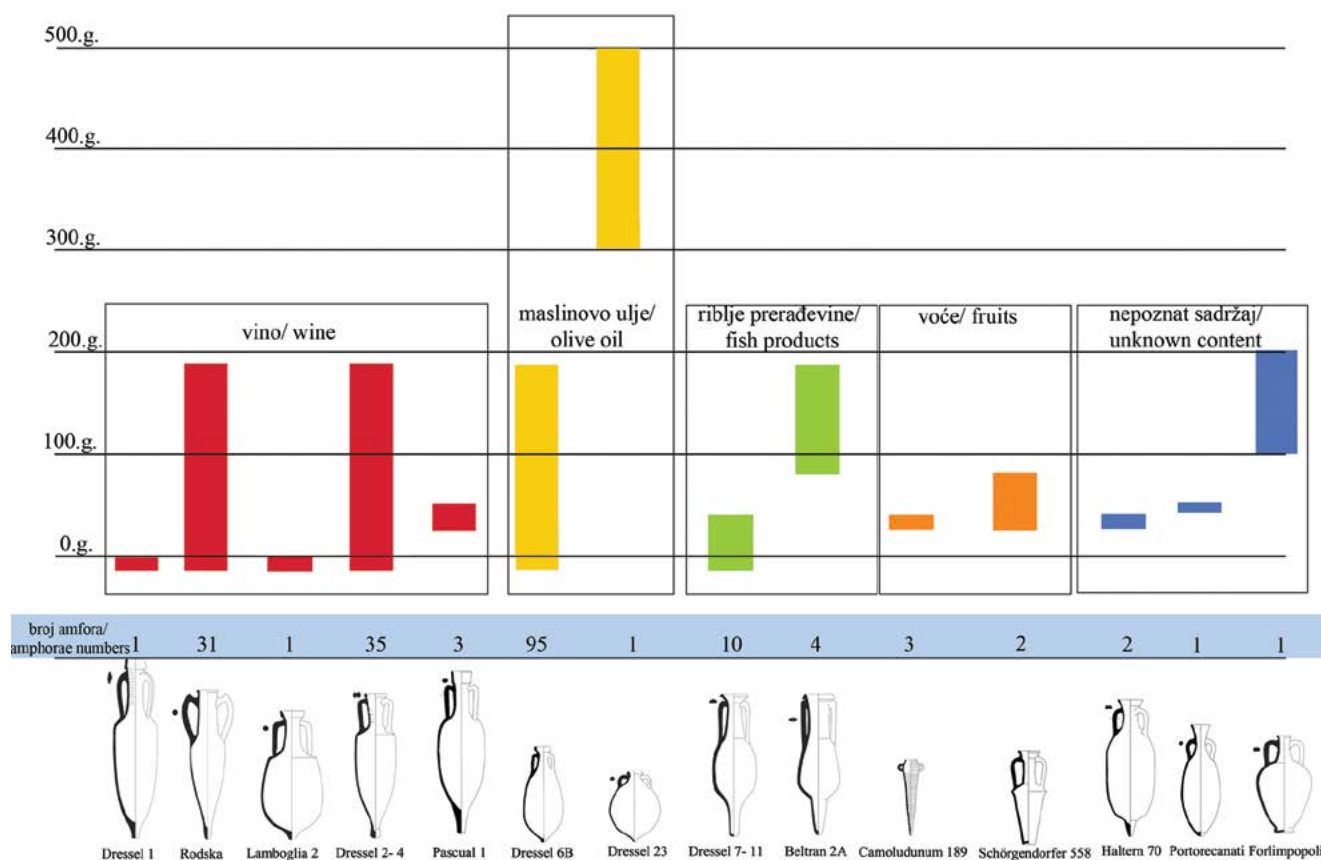 500.g.
400.g.
300.g.
vino/ wine
maslinovo ulje/
olive oil
riblje prerađevine/
fish products
voće/ fruits
nepoznat sadržaj/
unknown content
200.g.
100.g.
0.g.
broj amfora/
amphorae numbers 1 31 1 35 3 95 1 10 4 3 2 2 1 1
Dressel 1 Rodska Lamboglia 2 Dressel 2- 4 Pascual 1 Dressel 6B Dressel 23 Dressel 7- 11 Beltran 2A Camoludunum 189 Schörgendorfer 558 Haltern 70 Portorecanati Forlimpopoli